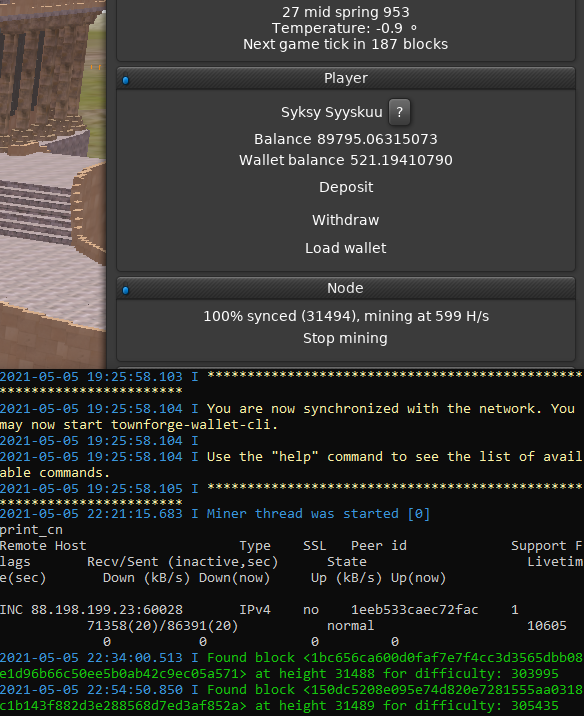 27 mid spring 953
Temperature: -0.9 °
Next game tick in 187 blocks
Player
Syksy Syyskuu ?
Balance 89795.06315073
Wallet balance 521.19410790
Deposit
Withdraw
Load wallet
Node
100% synced (31494), mining at 599 H/s
Stop mining
2021-05-05 19:25:58.103 I ***********************************************
***********************
2021-05-05 19:25:58.104 I You are now synchronized with the network. You
may now start townforge-wallet-cli.
2021-05-05 19:25:58.104 I
2021-05-05 19:25:58.104 I Use the "help" command to see the list of avail
able commands.
2021-05-05 19:25:58.105 I ***********************************************
***********************
2021-05-05 22:21:15.683 I Miner thread was started [0]
print_cn
Remote Host Type SSL Peer id Support F
lags Recv/Sent (inactive,sec) State Livetim
e(sec) Down (kB/s) Down(now) Up (kB/s) Up(now)
INC 88.198.199.23:60028 IPv4 no 1eeb533caec72fac 1
71358(20)/86391(20) normal 10605
0 0 0 0
2021-05-05 22:34:00.513 I Found block <1bc656ca600d0faf7e7f4cc3d3565dbb08
e1d96b66c50ee5b0ab42c9ec05a571> at height 31488 for difficulty: 303995
2021-05-05 22:54:50.850 I Found block <150dc5208e095e74d820e7281555aa0318
c1b143f882d3e288568d7ed3af852a> at height 31489 for difficulty: 305435